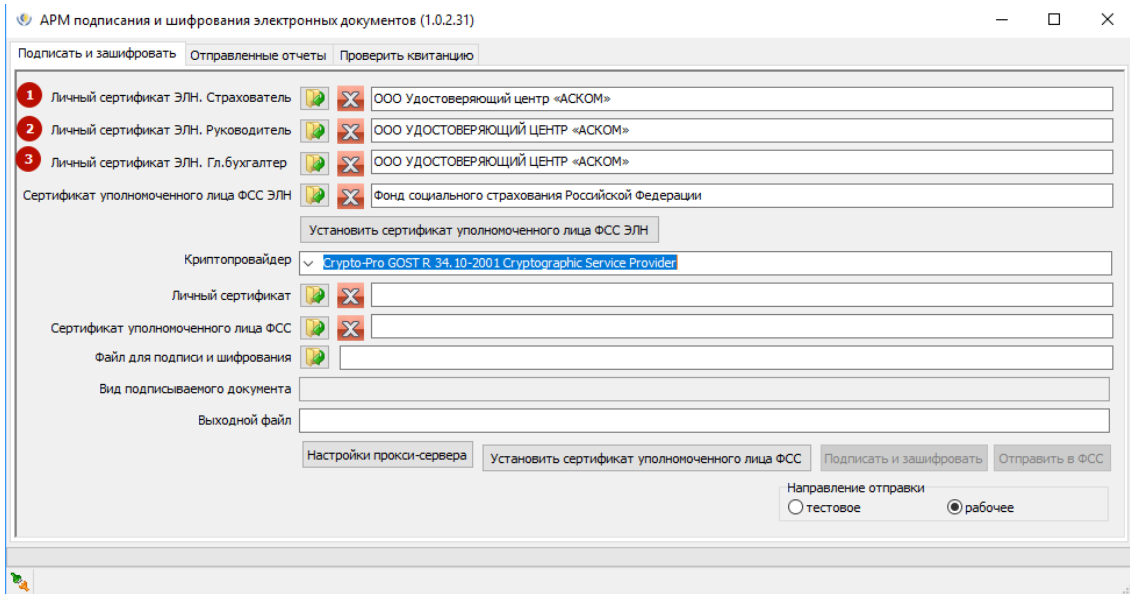 АРМ подписания и шифрования электронных документов (1.0.2.31)
Подписать и зашифровать Отправленные отчеты Проверить квитанцию
1 Личный сертификат ЭЛН. Страхователь ООО Удостоверяющий центр «АСКОМ»
2 Личный сертификат ЭЛН. Руководитель ООО УДОСТОВЕРЯЮЩИЙ ЦЕНТР «АСКОМ»
3 Личный сертификат ЭЛН. Гл.бухгалтер ООО УДОСТОВЕРЯЮЩИЙ ЦЕНТР «АСКОМ»
Сертификат уполномоченного лица ФСС ЭЛН Фонд социального страхования Российской Федерации
Установить сертификат уполномоченного лица ФСС ЭЛН
Криптопровайдер Crypto-Pro GOST R 34.10-2001 Cryptographic Service Provider
Личный сертификат
Сертификат уполномоченного лица ФСС
Файл для подписи и шифрования
Вид подписываемого документа
Выходной файл
Настройки прокси-сервера Установить сертификат уполномоченного лица ФСС Подписать и зашифровать Отправить в ФСС
Направление отправки
тестовое рабочее